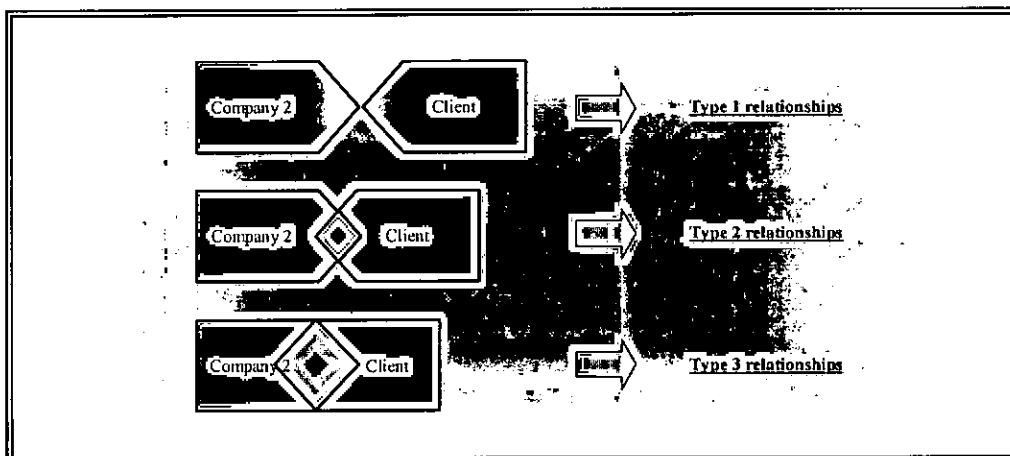 Company 2 Client Type 1 relationships
Company 2 Client Type 2 relationships
Company 2 Client Type 3 relationships